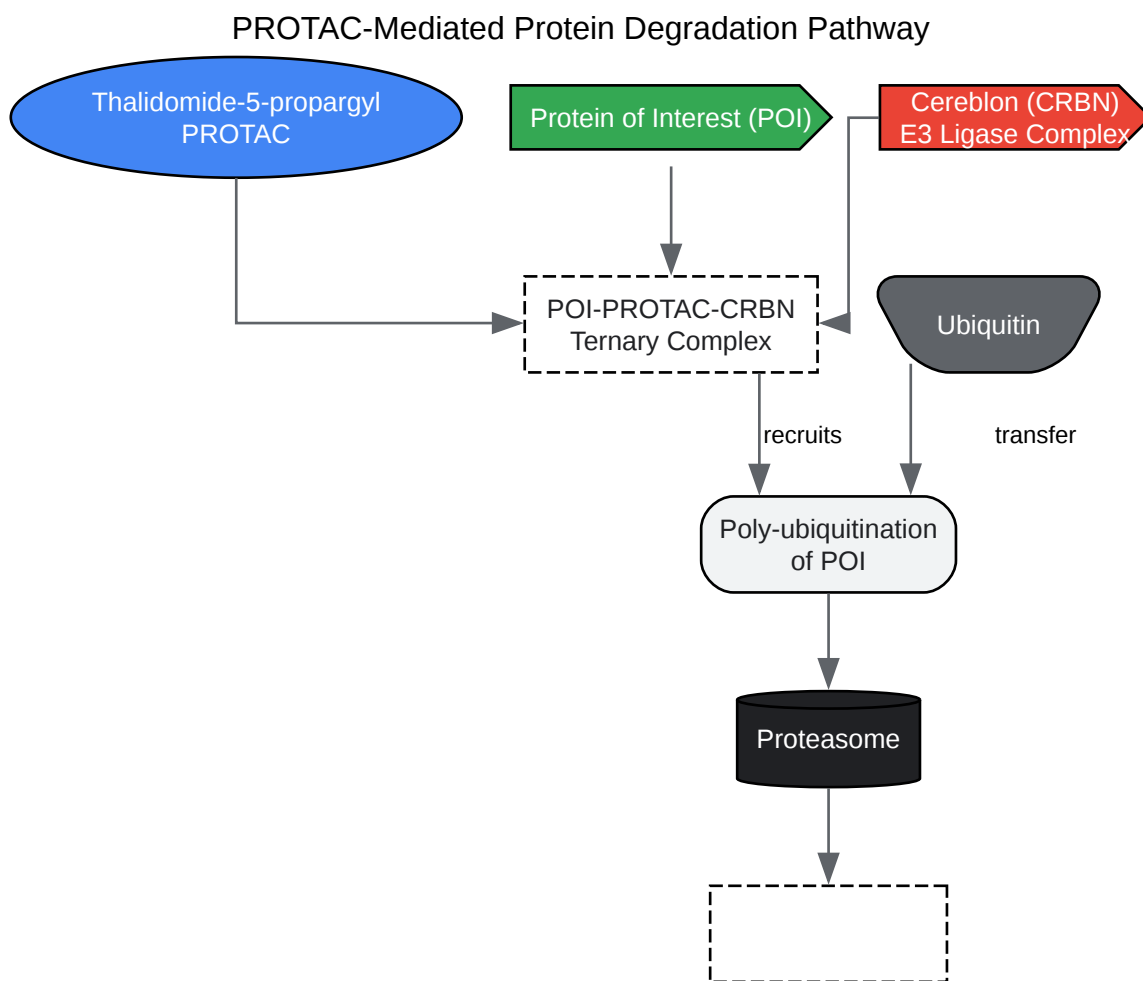 PROTAC-Mediated Protein Degradation Pathway
Thalidomide-5-propargyl
PROTAC
Protein of Interest (POI)
Cereblon (CRBN)
E3 Ligase Complex
POI-PROTAC-CRBN
Ternary Complex
Ubiquitin
recruits
transfer
Poly-ubiquitination
of POI
Proteasome